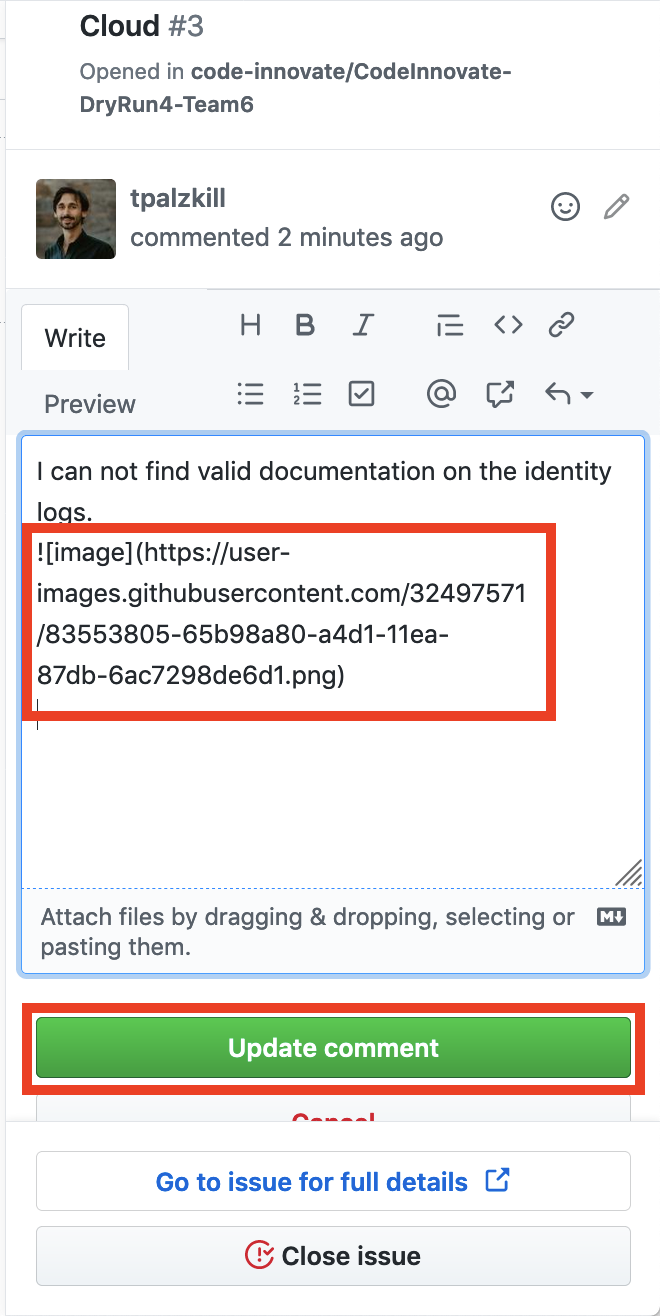 Cloud #3
Opened in code-innovate/CodeInnovate-
DryRun4-Team6
tpalzkill
commented 2 minutes ago
Write
Preview
I can not find valid documentation on the identity
logs.
![image](https://user-
images.githubusercontent.com/32497571
/83553805-65b98a80-a4d1-11ea-
87db-6ac7298de6d1.png)
Attach files by dragging & dropping, selecting or
pasting them.
Update comment
Cancel
Go to issue for full details
Close issue